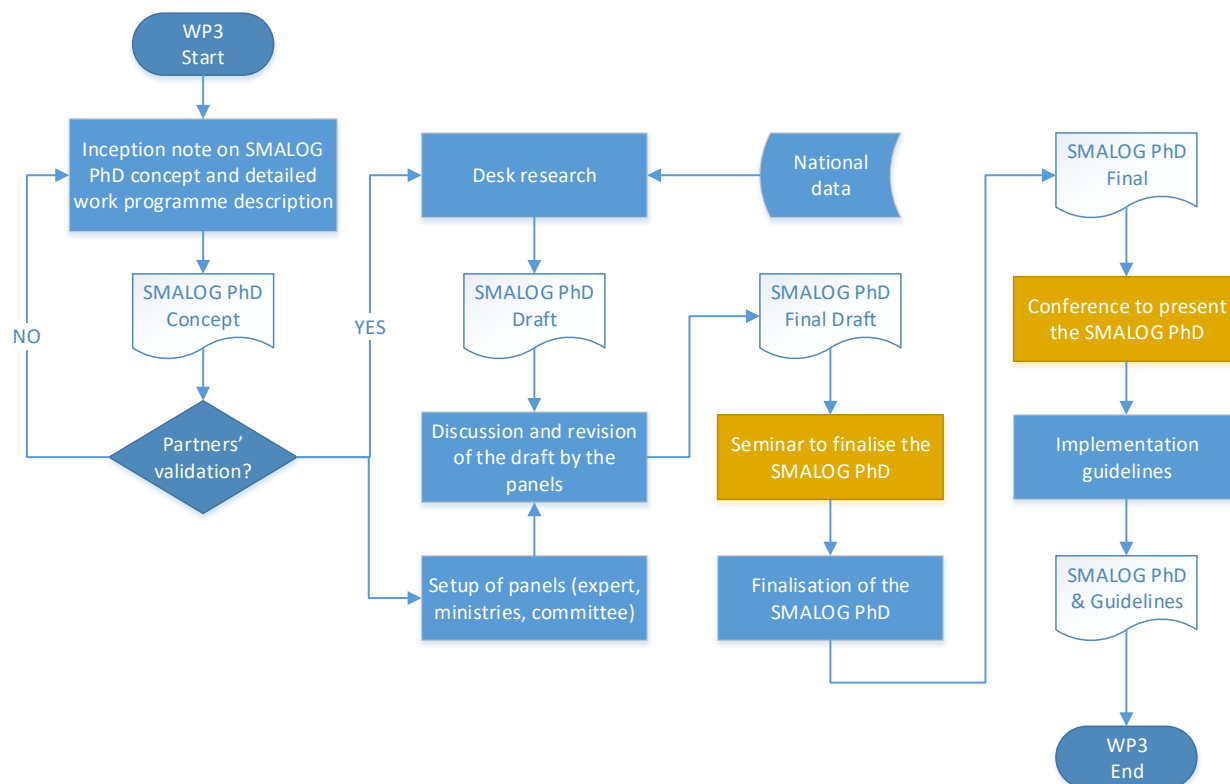 WP3
Start
Inception note on SMALOG
PhD concept and detailed
work programme description
SMALOG PhD
Concept
NO
Partners’
validation?
YES
Desk research
National
data
SMALOG PhD
Draft
Discussion and revision
of the draft by the
panels
Setup of panels (expert,
ministries, committee)
SMALOG PhD
Final Draft
Seminar to finalise the
SMALOG PhD
Finalisation of the
SMALOG PhD
SMALOG PhD
Final
Conference to present
the SMALOG PhD
Implementation
guidelines
SMALOG PhD
& Guidelines
WP3
End